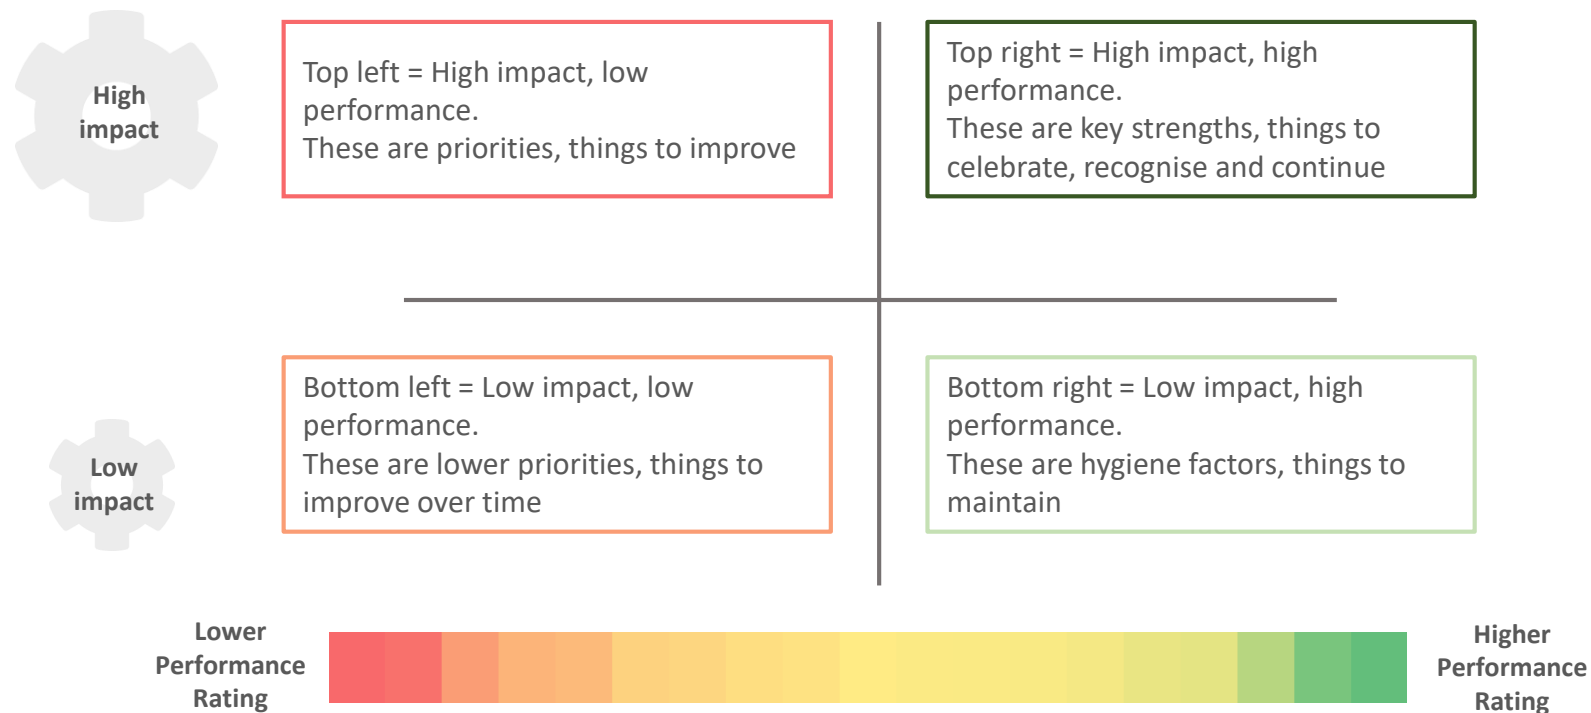 High
impact
Top left = High impact, low
performance.
These are priorities, things to improve
Top right = High impact, high
performance.
These are key strengths, things to
celebrate, recognise and continue
Low
impact
Bottom left = Low impact, low
performance.
These are lower priorities, things to
improve over time
Bottom right = Low impact, high
performance.
These are hygiene factors, things to
maintain
Lower
Performance
Rating
Higher
Performance
Rating